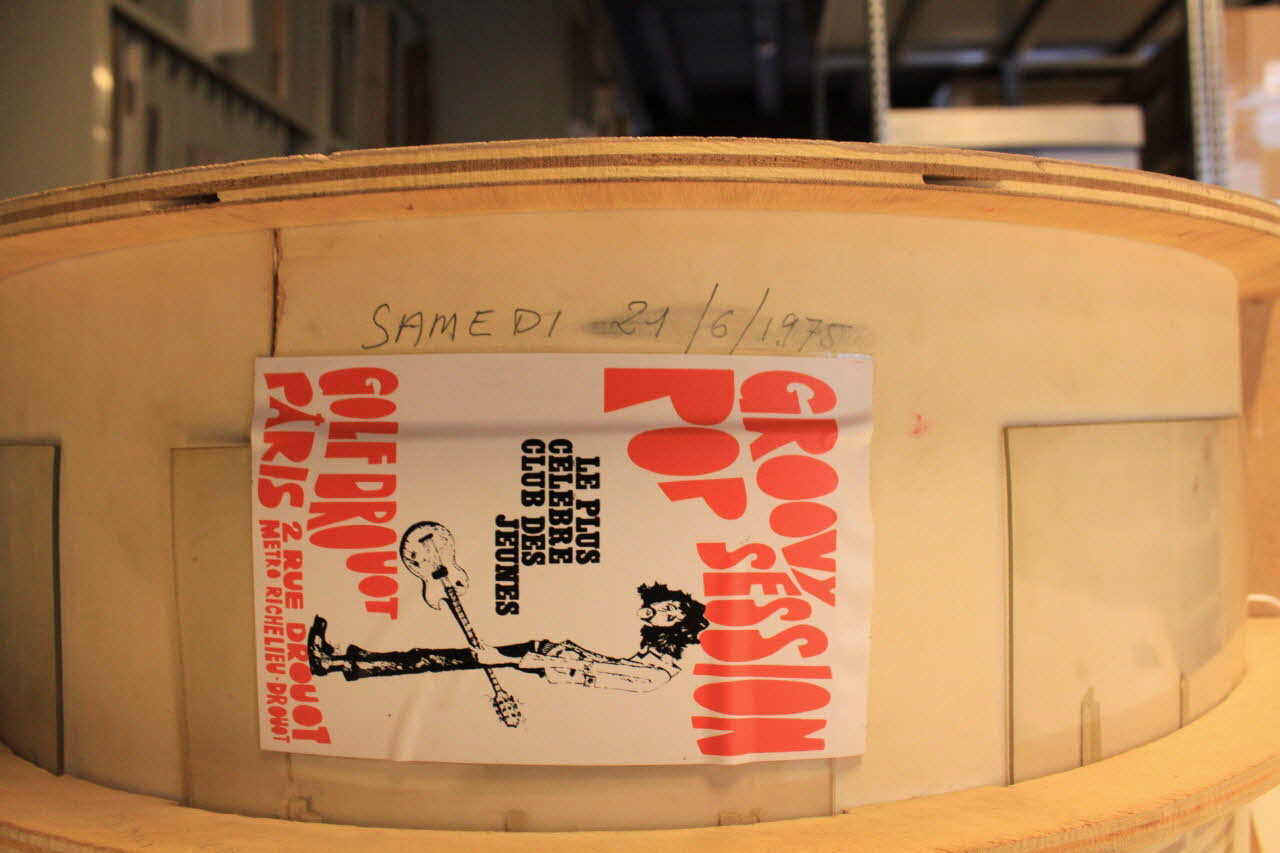 SAMEDI 21/6/1975
GROOVY
POP SESSION
LE PLUS
CELEBRE
CLUB DES
JEUNES
GOLF DROUOT
PARIS 2 RUE DROUOT
METRO RICHELIEU-DROUOT